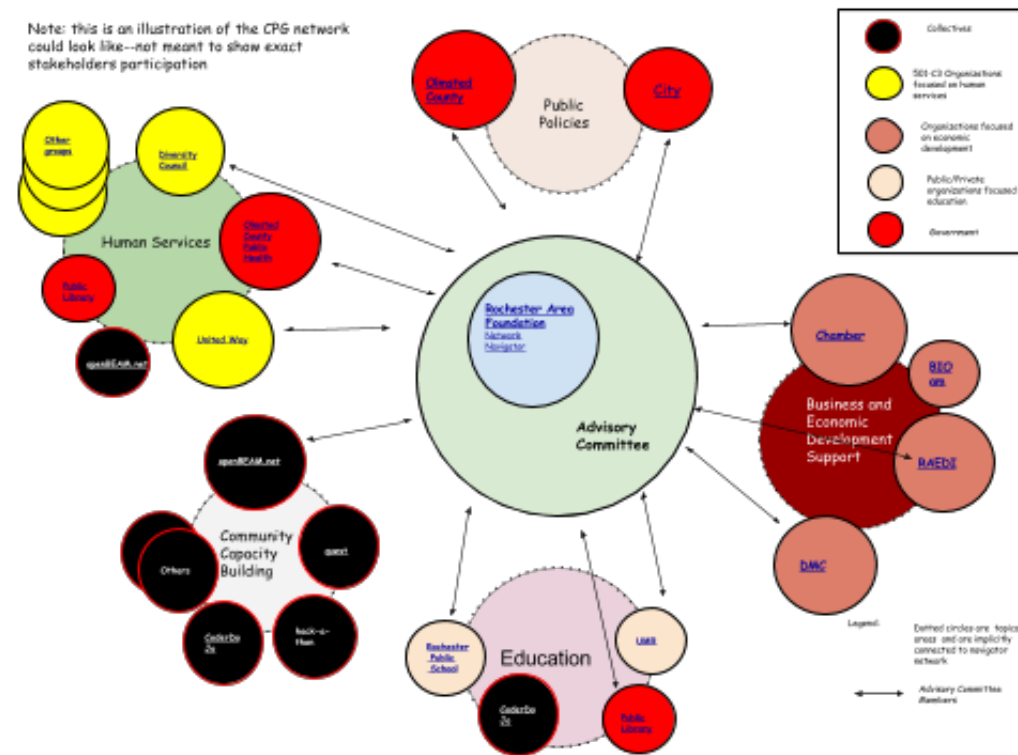 Note: this is an illustration of the CPG network
could look like--not meant to show exact
stakeholders participation
Collectives
501-C3 Organizations
focused on human
services
Organizations focused
on economic
development
Public/Private
organizations focused
education
Government
Olmsted
County
Public
Policies
City
Other
groups
Diversity
Council
Human Services
Olmsted
County
Public
Health
Public
Library
United Way
openBEAM.net
Rochester Area
Foundation
Network
Navigator
Advisory
Committee
Chamber
BIO
am
Business and
Economic
Development
Support
RAEDI
DMC
openBEAM.net
Community
Capacity
Building
quest
Others
hack-a-
thon
Rochester
Public
School
Education
UMR
Public
Library
Legend:
Dotted circles are topics
areas and are implicitly
connected to navigator
network
Advisory Committee
Members